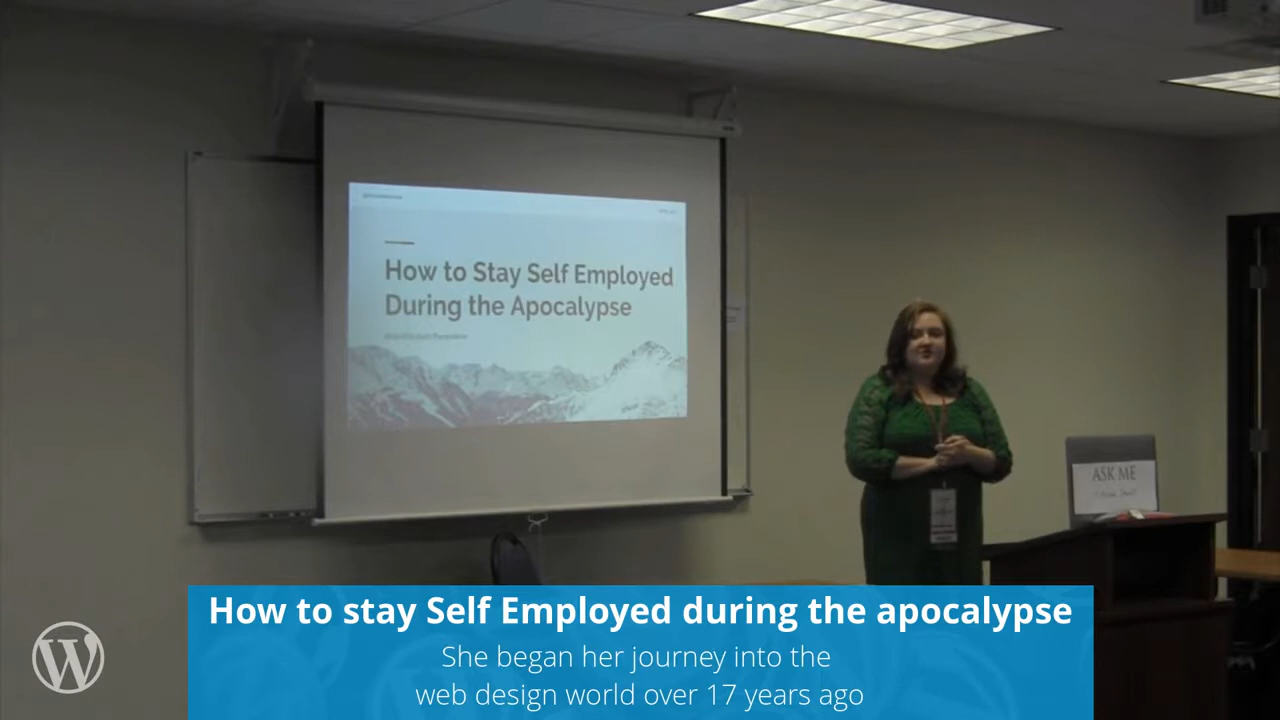 How to Stay Self Employed
During the Apocalypse
ASK ME
How to stay Self Employed during the apocalypse
She began her journey into the
web design world over 17 years ago